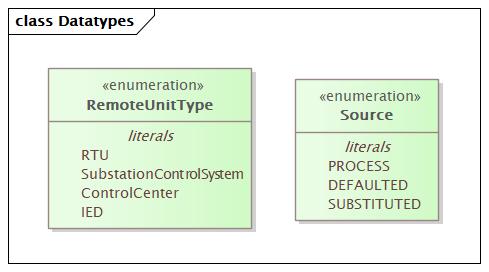 class Datatypes
«enumeration»
RemoteUnitType
literals
RTU
SubstationControlSystem
ControlCenter
IED
«enumeration»
Source
literals
PROCESS
DEFAULTED
SUBSTITUTED